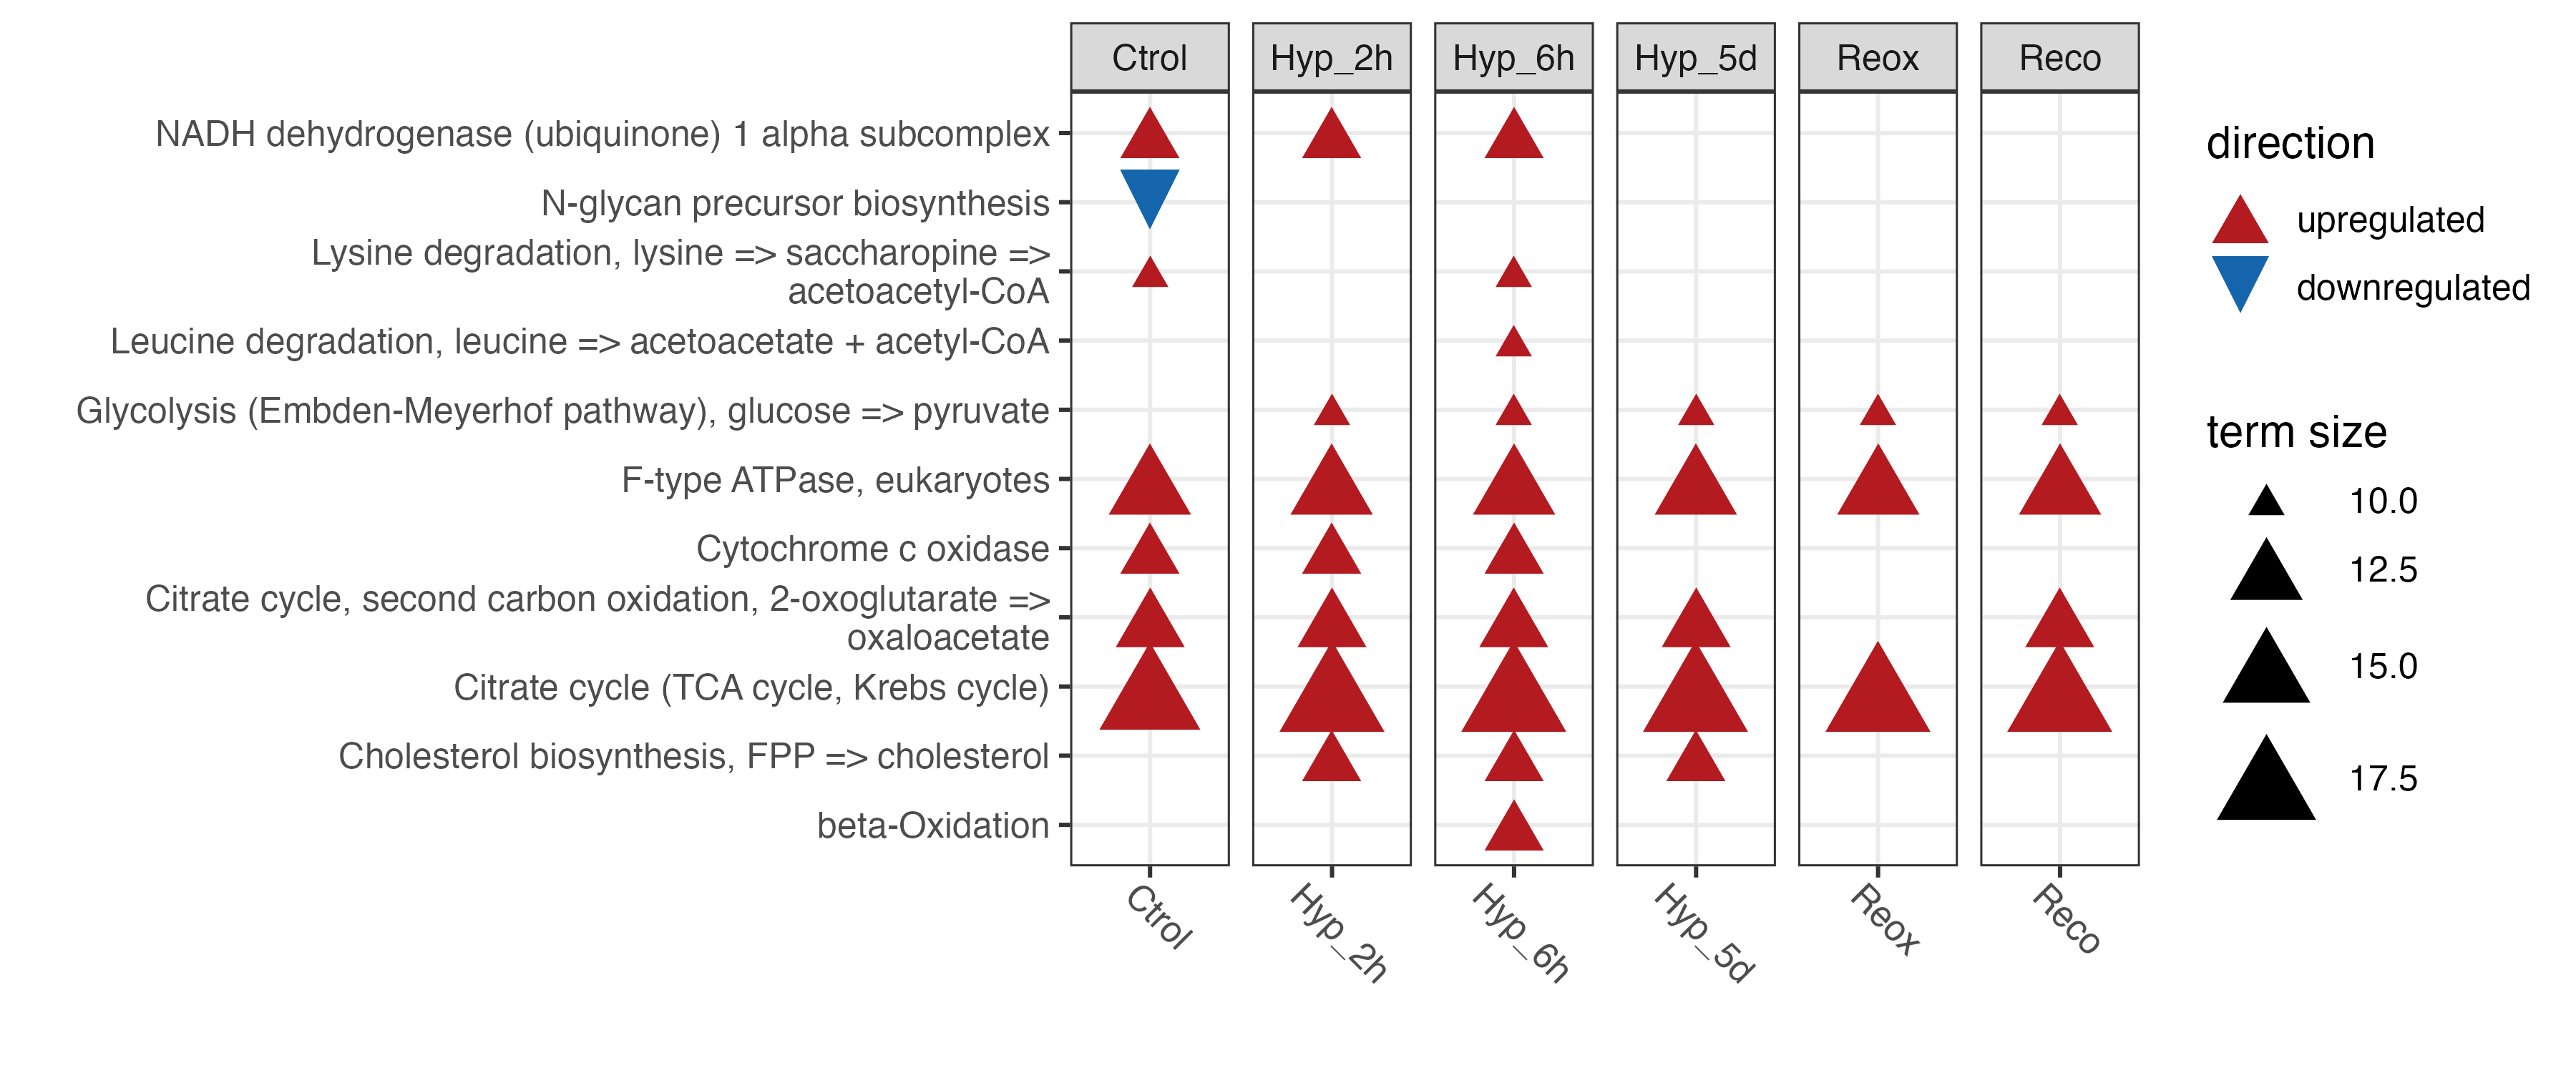 Ctrol
Hyp_2h
Hyp_6h
Hyp_5d
Reox
Reco
NADH dehydrogenase (ubiquinone) 1 alpha subcomplex
N-glycan precursor biosynthesis
Lysine degradation, lysine => saccharopine =>
acetoacetyl-CoA
Leucine degradation, leucine => acetoacetate + acetyl-CoA
Glycolysis (Embden-Meyerhof pathway), glucose => pyruvate
F-type ATPase, eukaryotes
Cytochrome c oxidase
Citrate cycle, second carbon oxidation, 2-oxoglutarate =>
oxaloacetate
Citrate cycle (TCA cycle, Krebs cycle)
Cholesterol biosynthesis, FPP => cholesterol
beta-Oxidation
Ctrol
Hyp_2h
Hyp_6h
Hyp_5d
Reox
Reco
direction
upregulated
downregulated
term size
10.0
12.5
15.0
17.5